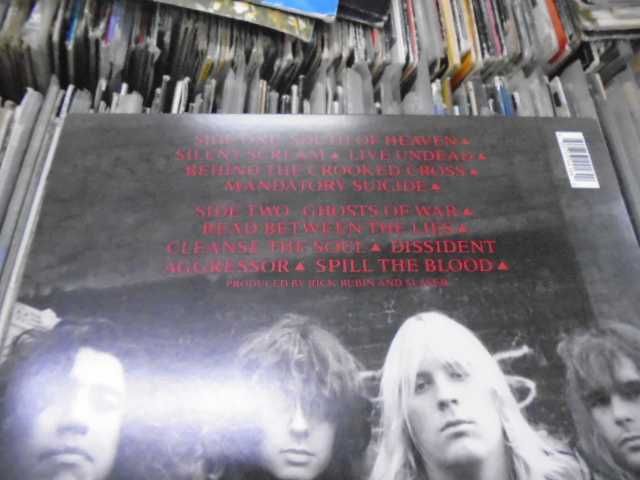 SIDE ONE: SOUTH OF HEAVEN ▲
SILENT SCREAM ▲ LIVE UNDEAD ▲
BEHIND THE CROOKED CROSS ▲
MANDATORY SUICIDE ▲
SIDE TWO: GHOSTS OF WAR ▲
READ BETWEEN THE LIES ▲
CLEANSE THE SOUL ▲ DISSIDENT
AGGRESSOR ▲ SPILL THE BLOOD ▲
PRODUCED BY RICK RUBIN AND SLAYER